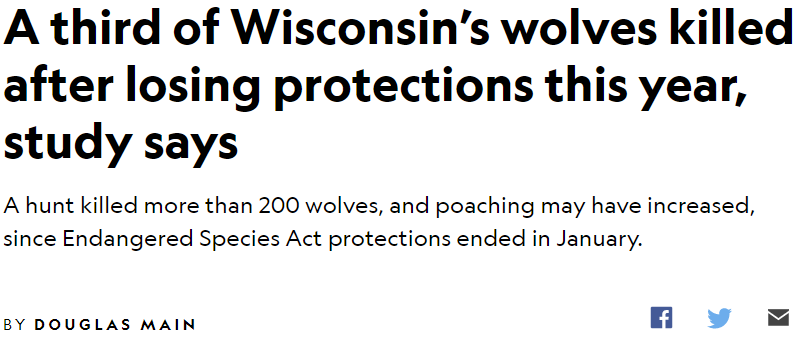 A third of Wisconsin's wolves killed
after losing protections this year,
study says
A hunt killed more than 200 wolves, and poaching may have increased,
since Endangered Species Act protections ended in January.
BY DOUGLAS MAIN